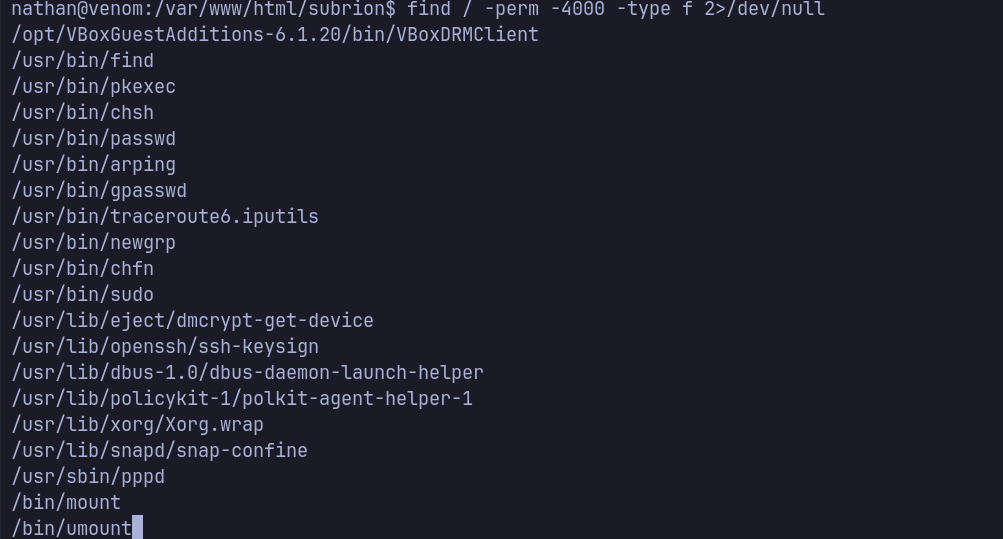 nathan@venom:/var/www/html/subrion$ find / -perm -4000 -type f 2>/dev/null
/opt/VBoxGuestAdditions-6.1.20/bin/VBoxDRMClient
/usr/bin/find
/usr/bin/pkexec
/usr/bin/chsh
/usr/bin/passwd
/usr/bin/arping
/usr/bin/gpasswd
/usr/bin/traceroute6.iputils
/usr/bin/newgrp
/usr/bin/chfn
/usr/bin/sudo
/usr/lib/eject/dmcrypt-get-device
/usr/lib/openssh/ssh-keysign
/usr/lib/dbus-1.0/dbus-daemon-launch-helper
/usr/lib/policykit-1/polkit-agent-helper-1
/usr/lib/xorg/Xorg.wrap
/usr/lib/snapd/snap-confine
/usr/sbin/pppd
/bin/mount
/bin/umount